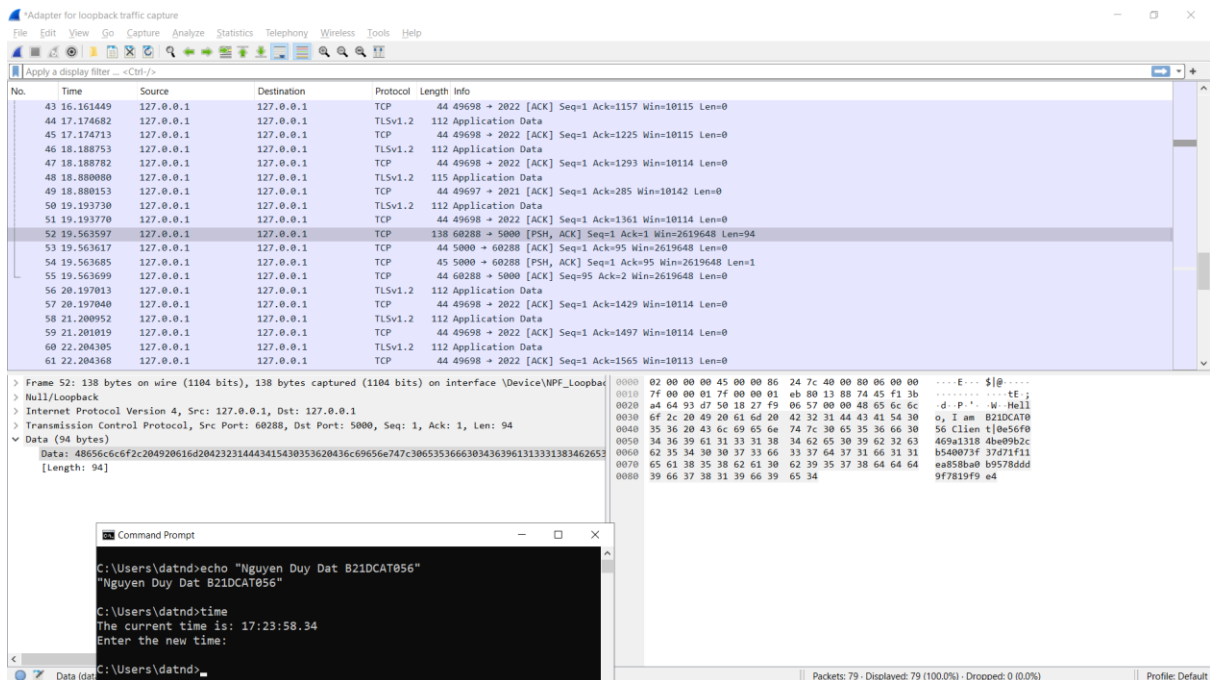 *Adapter for loopback traffic capture
File Edit View Go Capture Analyze Statistics Telephony Wireless Tools Help
Apply a display filter ... <Ctrl-/>
No. Time Source Destination Protocol Length Info
43 16.161449 127.0.0.1 127.0.0.1 TCP 44 49698 → 2022 [ACK] Seq=1 Ack=1157 Win=10115 Len=0
44 17.174682 127.0.0.1 127.0.0.1 TLSv1.2 112 Application Data
45 17.174713 127.0.0.1 127.0.0.1 TCP 44 49698 → 2022 [ACK] Seq=1 Ack=1225 Win=10115 Len=0
46 18.188753 127.0.0.1 127.0.0.1 TLSv1.2 112 Application Data
47 18.188782 127.0.0.1 127.0.0.1 TCP 44 49698 → 2022 [ACK] Seq=1 Ack=1293 Win=10114 Len=0
48 18.880080 127.0.0.1 127.0.0.1 TLSv1.2 115 Application Data
49 18.880153 127.0.0.1 127.0.0.1 TCP 44 49697 → 2021 [ACK] Seq=1 Ack=285 Win=10142 Len=0
50 19.193730 127.0.0.1 127.0.0.1 TLSv1.2 112 Application Data
51 19.193770 127.0.0.1 127.0.0.1 TCP 44 49698 → 2022 [ACK] Seq=1 Ack=1361 Win=10114 Len=0
52 19.563597 127.0.0.1 127.0.0.1 TCP 138 60288 → 5000 [PSH, ACK] Seq=1 Ack=1 Win=2619648 Len=94
53 19.563617 127.0.0.1 127.0.0.1 TCP 44 5000 → 60288 [ACK] Seq=1 Ack=95 Win=2619648 Len=0
54 19.563685 127.0.0.1 127.0.0.1 TCP 45 5000 → 60288 [PSH, ACK] Seq=1 Ack=95 Win=2619648 Len=1
55 19.563699 127.0.0.1 127.0.0.1 TCP 44 60288 → 5000 [ACK] Seq=95 Ack=2 Win=2619648 Len=0
56 20.197013 127.0.0.1 127.0.0.1 TLSv1.2 112 Application Data
57 20.197040 127.0.0.1 127.0.0.1 TCP 44 49698 → 2022 [ACK] Seq=1 Ack=1429 Win=10114 Len=0
58 21.200952 127.0.0.1 127.0.0.1 TLSv1.2 112 Application Data
59 21.201019 127.0.0.1 127.0.0.1 TCP 44 49698 → 2022 [ACK] Seq=1 Ack=1497 Win=10114 Len=0
60 22.204305 127.0.0.1 127.0.0.1 TLSv1.2 112 Application Data
61 22.204368 127.0.0.1 127.0.0.1 TCP 44 49698 → 2022 [ACK] Seq=1 Ack=1565 Win=10113 Len=0
Frame 52: 138 bytes on wire (1104 bits), 138 bytes captured (1104 bits) on interface \Device\NPF_Loopbac
Null/Loopback
Internet Protocol Version 4, Src: 127.0.0.1, Dst: 127.0.0.1
Transmission Control Protocol, Src Port: 60288, Dst Port: 5000, Seq: 1, Ack: 1, Len: 94
Data (94 bytes)
Data: 48656c6c6f2c204920616d204232314443415430353620436c69656e747c3065353666303436396131333138346265 3
[Length: 94]
0000 02 00 00 00 45 00 00 86 24 7c 40 00 80 06 00 00 ····E··· $|@·····
0010 7f 00 00 01 7f 00 00 01 eb 80 13 88 74 45 f1 3b ········ ····tE·;
0020 a4 64 93 d7 50 18 27 f9 06 57 00 00 48 65 6c 6c ·d··P·'· ·W··Hell
0030 6f 2c 20 49 20 61 6d 20 42 32 31 44 43 41 54 30 o, I am B21DCAT0
0040 35 36 20 43 6c 69 65 6e 74 7c 30 65 35 36 66 30 56 Clien t|0e56f0
0050 34 36 39 61 31 33 31 38 34 62 65 30 39 62 32 63 469a1318 4be09b2c
0060 62 35 34 30 30 37 33 66 33 37 64 37 31 66 31 31 b540073f 37d71f11
0070 65 61 38 35 38 62 61 30 62 39 35 37 38 64 64 64 ea858ba0 b9578ddd
0080 39 66 37 38 31 39 66 39 65 34 9f7819f9 e4
Command Prompt
C:\Users\datnd>echo "Nguyen Duy Dat B21DCAT056"
"Nguyen Duy Dat B21DCAT056"
C:\Users\datnd>time
The current time is: 17:23:58.34
Enter the new time:
C:\Users\datnd>_
Data (dat
Packets: 79 · Displayed: 79 (100.0%) · Dropped: 0 (0.0%)
Profile: Default